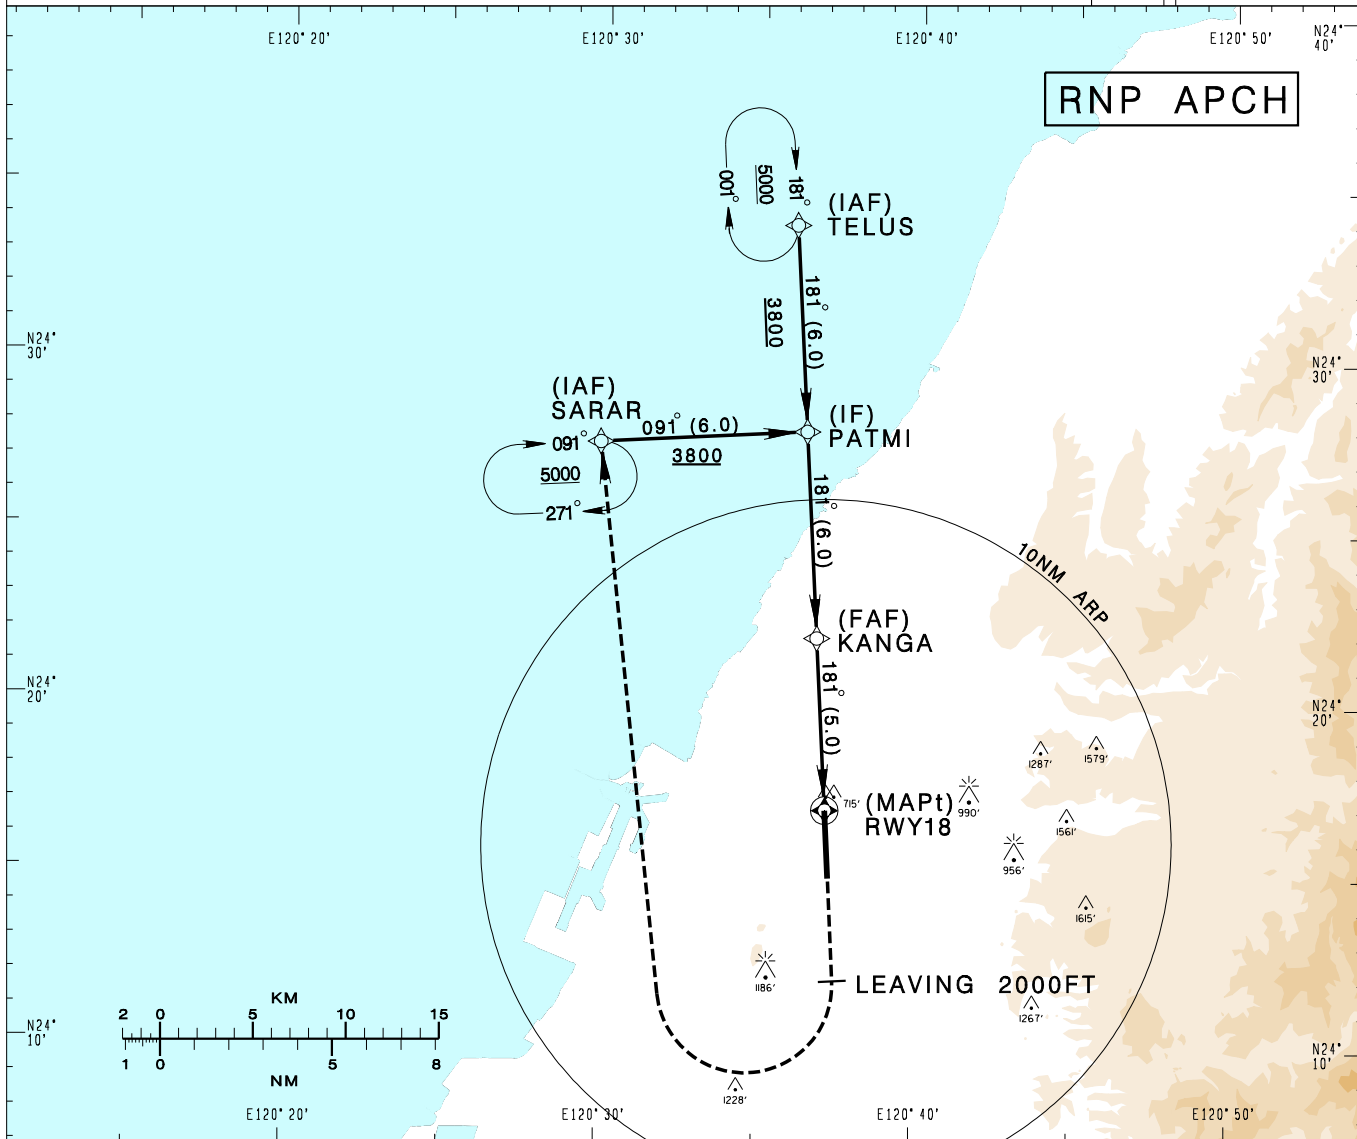 E120° 20'
E120° 30'
E120° 40'
E120° 50'
N24°
40'
RNP APCH
5000
001°
181°
(IAF)
TELUS
181° (6.0)
3800
N24°
30'
N24°
30'
(IAF)
SARAR
091° (6.0)
3800
(IF)
PATMI
091°
5000
271°
181° (6.0)
10NM ARP
(FAF)
KANGA
181° (5.0)
N24°
20'
N24°
20'
1287'
1579'
715'
(MAPt)
RWY18
990'
1561'
956'
1615'
1186'
LEAVING 2000FT
1267'
KM
2 0 5 10 15
1 0 5 8
NM
N24°
10'
N24°
10'
1228'
E120° 20'
E120° 30'
E120° 40'
E120° 50'